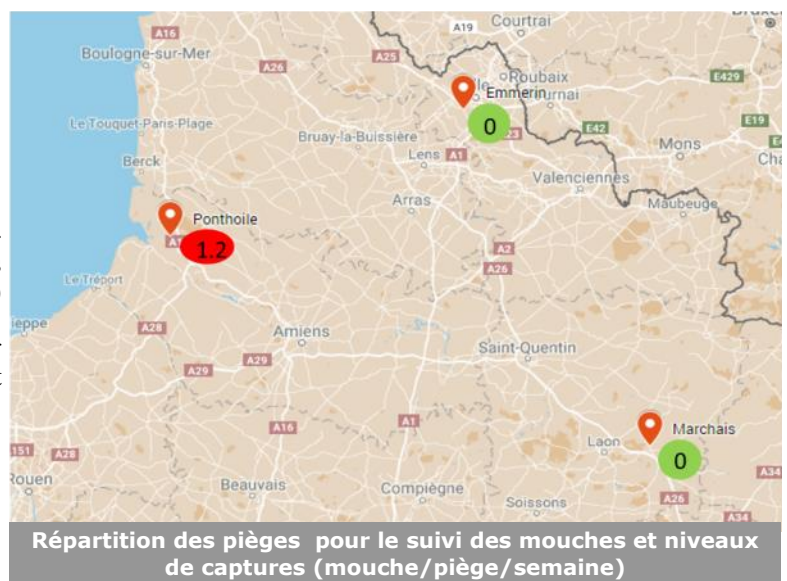 A16
A19
Courtrai
Boulogne-sur-Mer
A25
A26
Roubaix
Emmerin
E429
Le Touquet-Paris-Plage
0
23
E42
E19
Bruay-la-Buissière
Mons
Lens
A1
Berck
Valenciennes
Arras
Maubeuge
Ponthoile
1.2
A2
A26
Le Tréport
A28
Amiens
Saint-Quentin
A29
A29
A16
A1
Marchais
Laon
0
151
A28
A34
Beauvais
Compiègne
A26
Soissons
A34
Répartition des pièges pour le suivi des mouches et niveaux
de captures (mouche/piège/semaine)